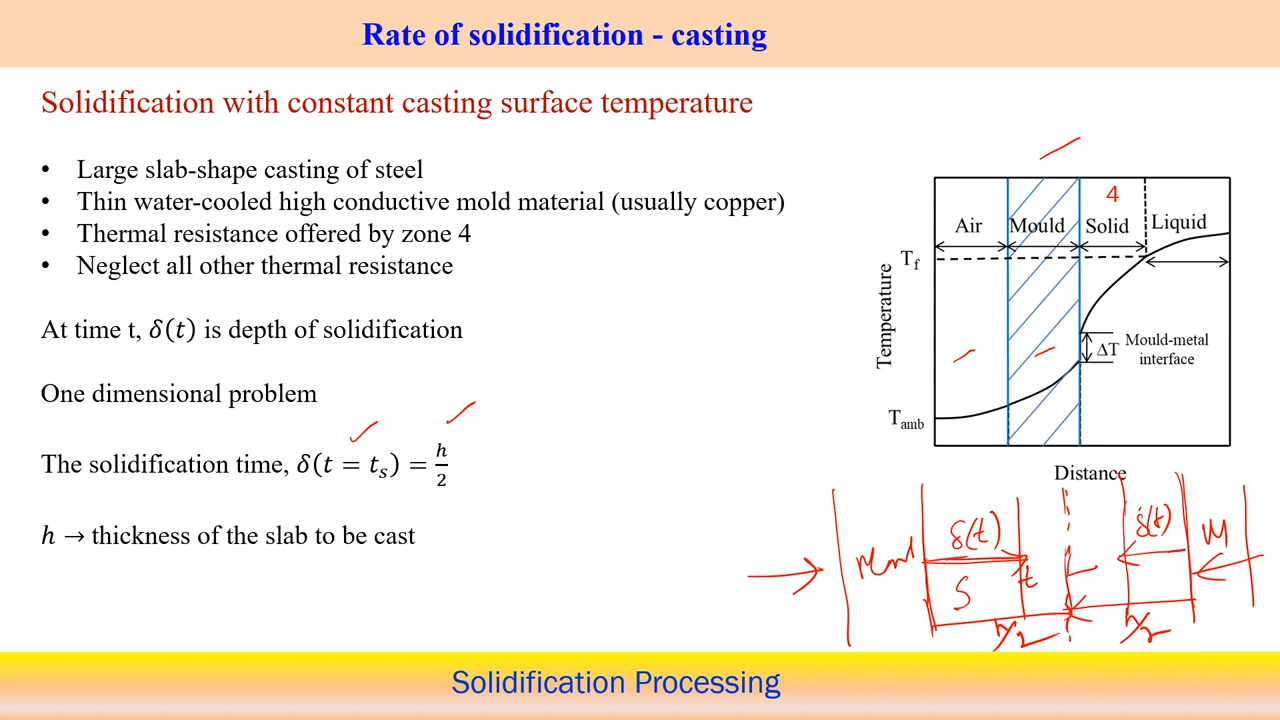 Rate of solidification - casting
Solidification with constant casting surface temperature
• Large slab-shape casting of steel
• Thin water-cooled high conductive mold material (usually copper)
• Thermal resistance offered by zone 4
• Neglect all other thermal resistance
At time t, δ(t) is depth of solidification
One dimensional problem
The solidification time, δ(t = tₛ) = h/2
h → thickness of the slab to be cast
4
Air Mould Solid Liquid
T_f
Temperature
ΔT Mould-metal
interface
T_amb
Distance
δ(t) δ(t) M
S t
h/2 h/2
Solidification Processing